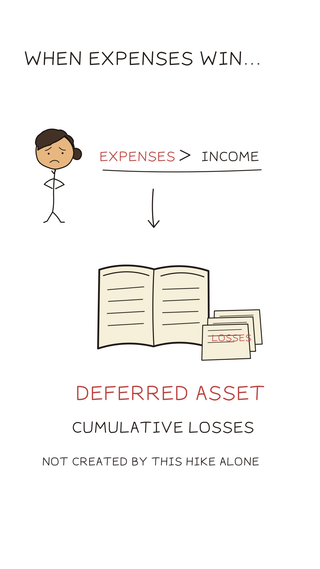 WHEN EXPENSES WIN...
EXPENSES > INCOME
LOSSES
DEFERRED ASSET
CUMULATIVE LOSSES
NOT CREATED BY THIS HIKE ALONE